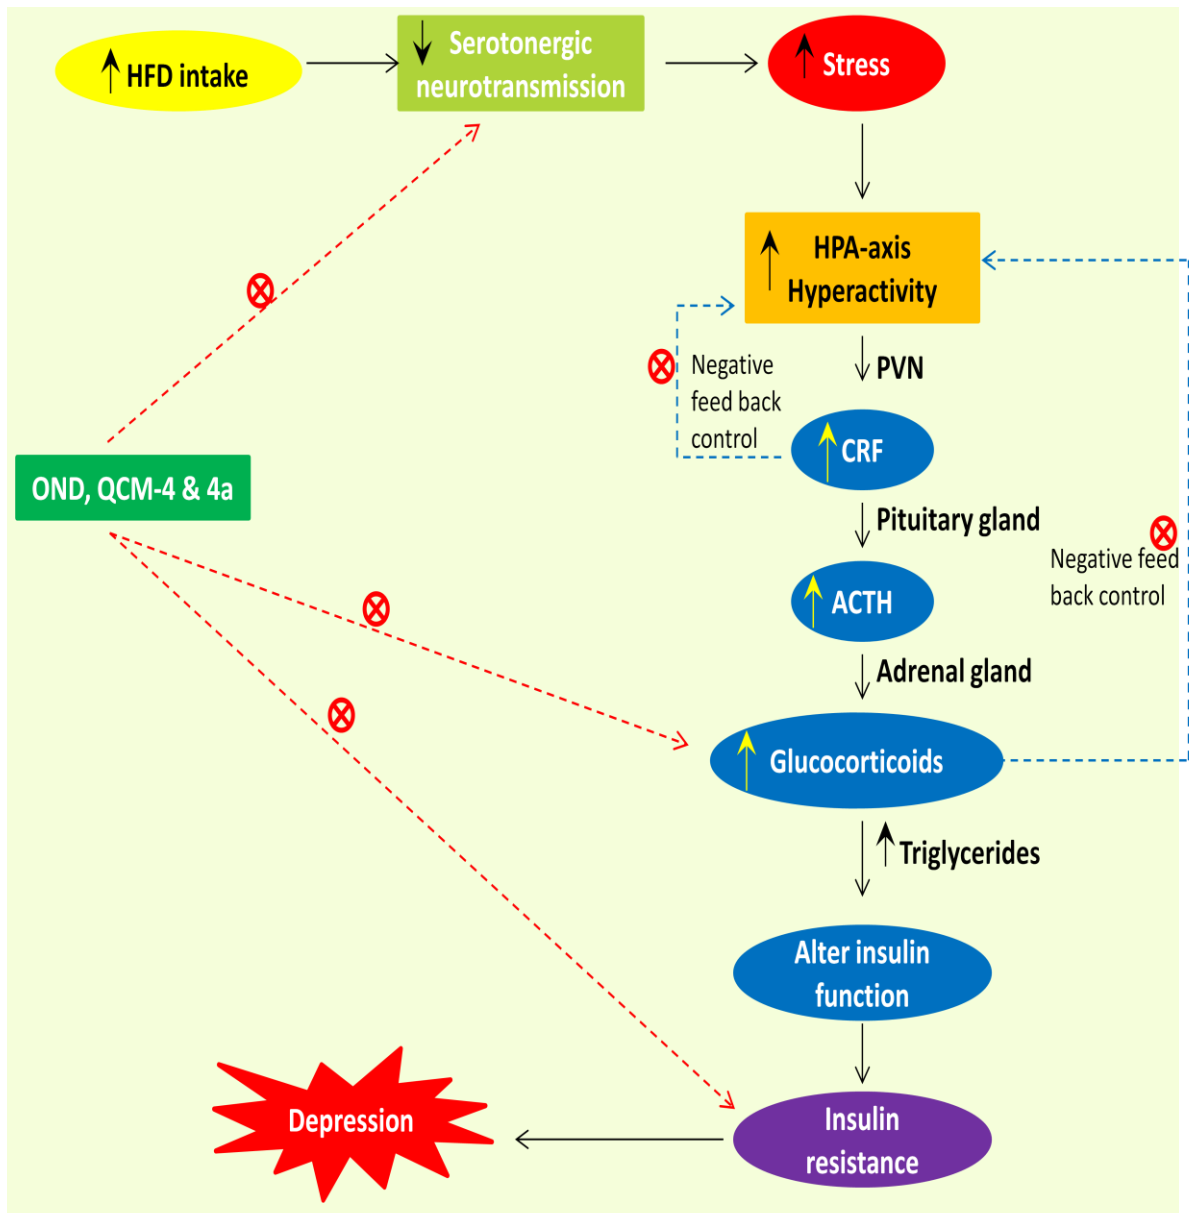 HFD intake
Serotonergic
neurotransmission
Stress
HPA-axis
Hyperactivity
PVN
Negative
feed back
control
CRF
OND, QCM-4 & 4a
Pituitary gland
Negative feed
back control
ACTH
Adrenal gland
Glucocorticoids
Triglycerides
Alter insulin
function
Insulin
resistance
Depression